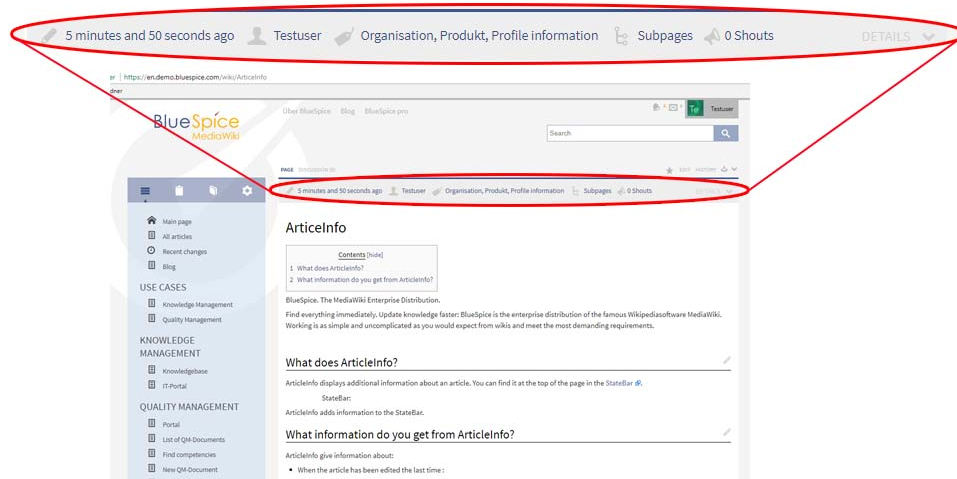 5 minutes and 50 seconds ago Testuser Organisation, Produkt, Profile information Subpages 0 Shouts DETAILS
https://en.demo.bluespice.com/wiki/ArticeInfo
dner
BlueSpice
MediaWiki
Über BlueSpice Blog BlueSpice pro
Te Testuser
Search
PAGE DISCUSSION (0) EDIT HISTORY
5 minutes and 50 seconds ago Testuser Organisation, Produkt, Profile information Subpages 0 Shouts DETAILS
Main page
All articles
Recent changes
Blog
USE CASES
Knowledge Management
Quality Management
KNOWLEDGE
MANAGEMENT
Knowledgebase
IT-Portal
QUALITY MANAGEMENT
Portal
List of QM-Documents
Find competencies
New QM-Document
ArticeInfo
Contents [hide]
1 What does ArticleInfo?
2 What information do you get from ArticleInfo?
BlueSpice. The MediaWiki Enterprise Distribution.
Find everything immediately. Update knowledge faster: BlueSpice is the enterprise distribution of the famous Wikipediasoftware MediaWiki.
Working is as simple and uncomplicated as you would expect from wikis and meet the most demanding requirements.
What does ArticleInfo?
ArticleInfo displays additional information about an article. You can find it at the top of the page in the StateBar.
StateBar:
ArticleInfo adds information to the StateBar.
What information do you get from ArticleInfo?
ArticleInfo give information about:
When the article has been edited the last time :